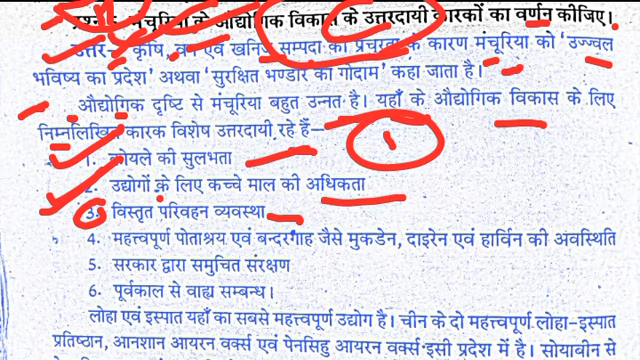 प्रश्न– मंचूरिया के औद्योगिक विकास के उत्तरदायी कारकों का वर्णन कीजिए।
उत्तर– कृषि, वन एवं खनिज सम्पदा की प्रचुरता के कारण मंचूरिया को 'उज्ज्वल
भविष्य का प्रदेश' अथवा 'सुरक्षित भण्डार का गोदाम' कहा जाता है।
औद्योगिक दृष्टि से मंचूरिया बहुत उन्नत है। यहाँ के औद्योगिक विकास के लिए
निम्नलिखित कारक विशेष उत्तरदायी रहे हैं–
1. कोयले की सुलभता
2. उद्योगों के लिए कच्चे माल की अधिकता
3. विस्तृत परिवहन व्यवस्था
4. महत्त्वपूर्ण पोताश्रय एवं बन्दरगाह जैसे मुकडेन, दाइरेन एवं हार्विन की अवस्थिति
5. सरकार द्वारा समुचित संरक्षण
6. पूर्वकाल से वाह्य सम्बन्ध।
लोहा एवं इस्पात यहाँ का सबसे महत्त्वपूर्ण उद्योग है। चीन के दो महत्त्वपूर्ण लोहा-इस्पात
प्रतिष्ठान, आनशान आयरन वर्क्स एवं पेनसिहु आयरन वर्क्स इसी प्रदेश में है। सोयाबीन से